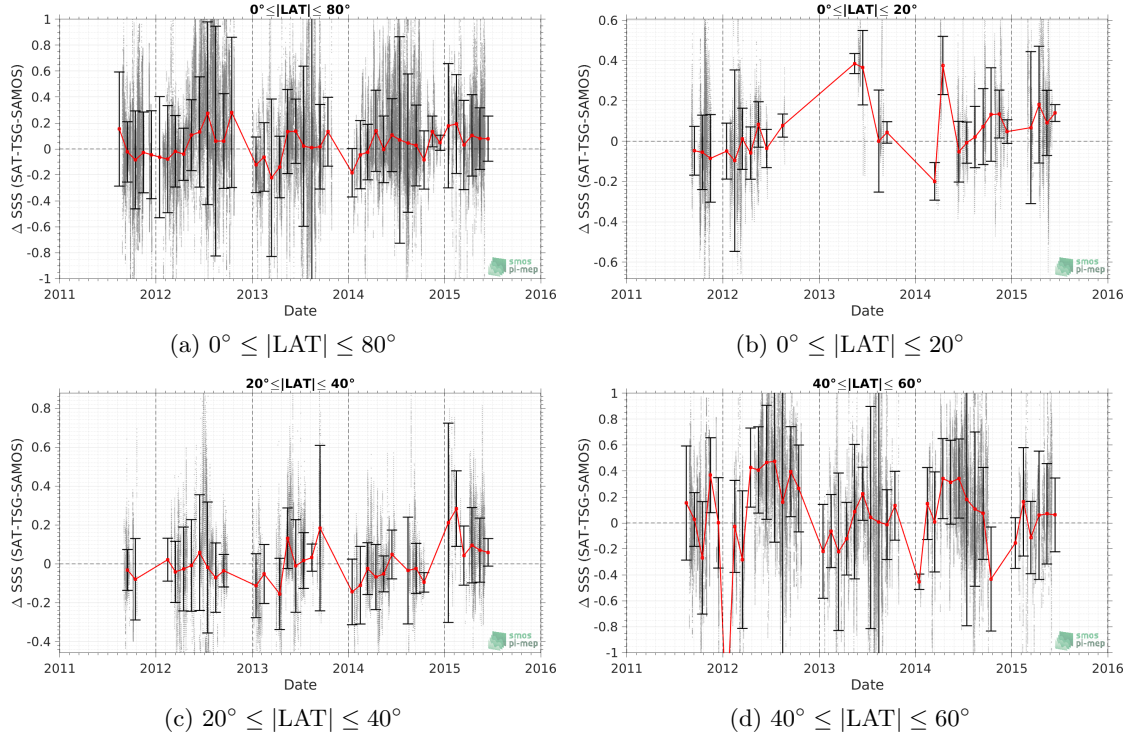 0°≤|LAT|≤ 80°
Δ SSS (SAT-TSG-SAMOS)
1
0.8
0.6
0.4
0.2
0
-0.2
-0.4
-0.6
-0.8
-1
2011 2012 2013 2014 2015 2016
Date
smos
pi-mep
(a) 0° ≤ |LAT| ≤ 80°
0°≤|LAT|≤ 20°
Δ SSS (SAT-TSG-SAMOS)
0.6
0.4
0.2
0
-0.2
-0.4
-0.6
2011 2012 2013 2014 2015 2016
Date
smos
pi-mep
(b) 0° ≤ |LAT| ≤ 20°
20°≤|LAT|≤ 40°
Δ SSS (SAT-TSG-SAMOS)
0.8
0.6
0.4
0.2
0
-0.2
-0.4
2011 2012 2013 2014 2015 2016
Date
smos
pi-mep
(c) 20° ≤ |LAT| ≤ 40°
40°≤|LAT|≤ 60°
Δ SSS (SAT-TSG-SAMOS)
1
0.8
0.6
0.4
0.2
0
-0.2
-0.4
-0.6
-0.8
-1
2011 2012 2013 2014 2015 2016
Date
smos
pi-mep
(d) 40° ≤ |LAT| ≤ 60°